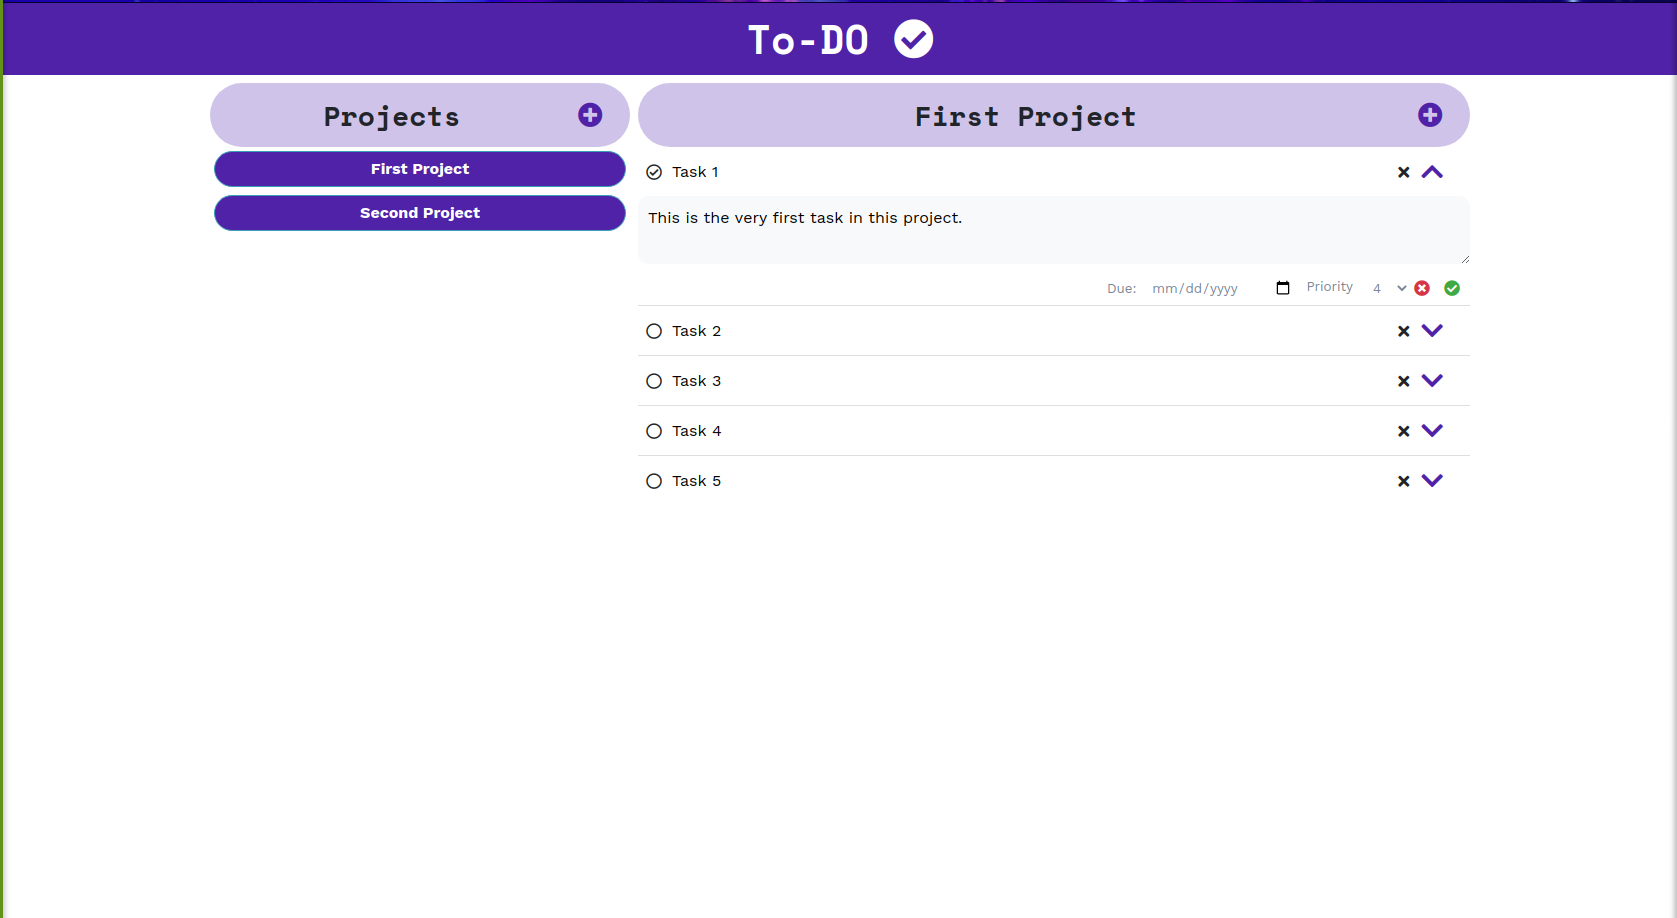 To-DO
Projects
First Project
Second Project
First Project
Task 1
This is the very first task in this project.
Due: mm/dd/yyyy Priority 4
Task 2
Task 3
Task 4
Task 5